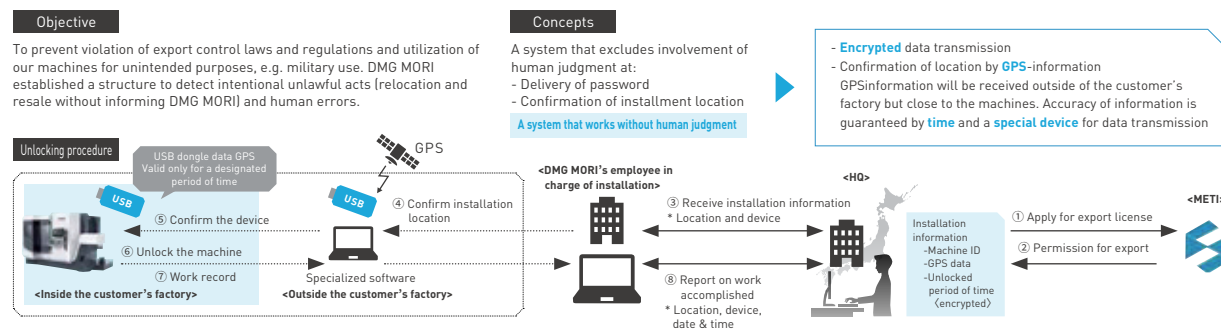 Objective
To prevent violation of export control laws and regulations and utilization of
our machines for unintended purposes, e.g. military use. DMG MORI
established a structure to detect intentional unlawful acts (relocation and
resale without informing DMG MORI) and human errors.
Concepts
A system that excludes involvement of
human judgment at:
- Delivery of password
- Confirmation of installment location
A system that works without human judgment
- Encrypted data transmission
- Confirmation of location by GPS-information
GPSinformation will be received outside of the customer's
factory but close to the machines. Accuracy of information is
guaranteed by time and a special device for data transmission
Unlocking procedure
USB dongle data GPS
Valid only for a designated
period of time
USB
⑤ Confirm the device
⑥ Unlock the machine
⑦ Work record
<Inside the customer's factory>
GPS
USB
④ Confirm installation
location
Specialized software
<Outside the customer's factory>
<DMG MORI's employee in
charge of installation>
③ Receive installation information
* Location and device
⑧ Report on work
accomplished
* Location, device,
date & time
<HQ>
Installation
information
-Machine ID
-GPS data
-Unlocked
period of time
〈encrypted〉
① Apply for export license
② Permission for export
<METI>